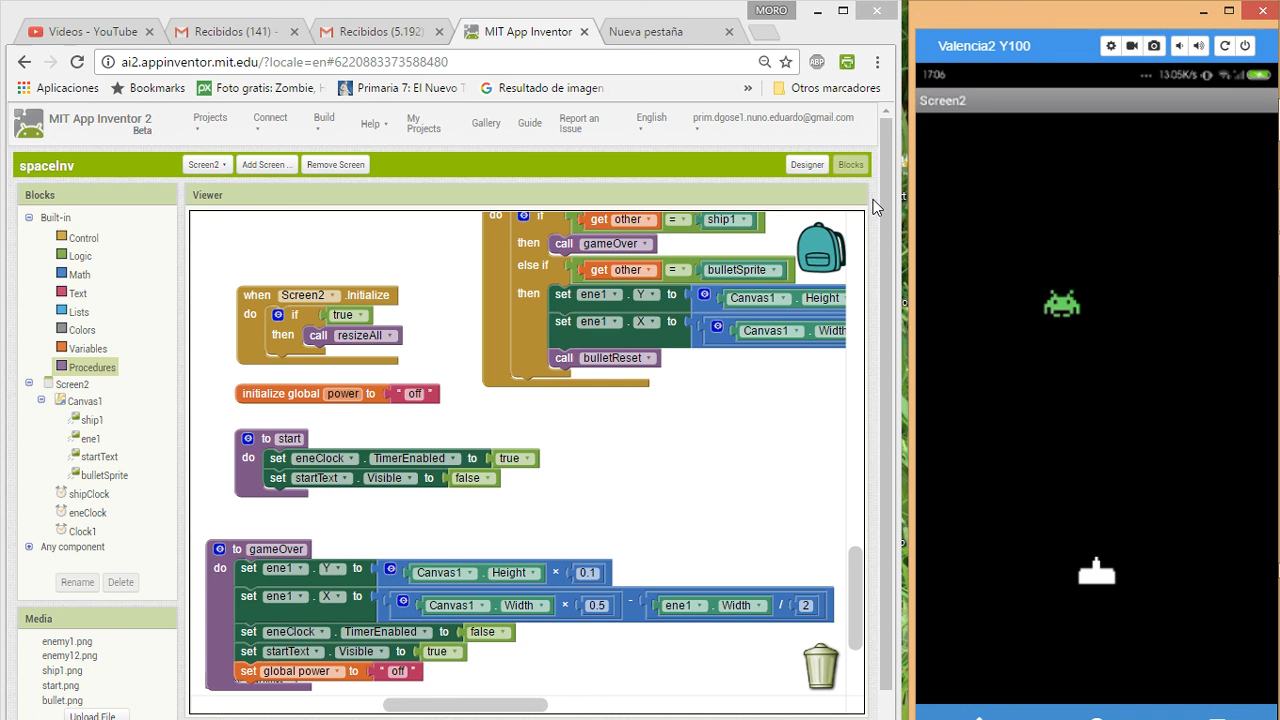 MORO
Videos - YouTube
Recibidos (141) -
Recibidos (5.192)
MIT App Inventor
Nueva pestaña
ai2.appinventor.mit.edu/?locale=en#6220883373588480
ABP
Aplicaciones
Bookmarks
Foto gratis: Zombie, H
Primaria 7: El Nuevo T
Resultado de imagen
»
Otros marcadores
MIT App Inventor 2
Beta
Projects
Connect
Build
Help
My Projects
Gallery
Guide
Report an Issue
English
prim.dgose1.nuno.eduardo@gmail.com
spaceInv
Screen2
Add Screen ...
Remove Screen
Designer
Blocks
Blocks
Built-in
Control
Logic
Math
Text
Lists
Colors
Variables
Procedures
Screen2
Canvas1
ship1
ene1
startText
bulletSprite
shipClock
eneClock
Clock1
Any component
Rename
Delete
Media
enemy1.png
enemy12.png
ship1.png
start.png
bullet.png
Upload File ...
Viewer
do if get other = ship1
then call gameOver
else if get other = bulletSprite
then set ene1 . Y to Canvas1 . Height
set ene1 . X to Canvas1 . Width
call bulletReset
when Screen2 .Initialize
do if true
then call resizeAll
initialize global power to " off "
to start
do set eneClock . TimerEnabled to true
set startText . Visible to false
to gameOver
do set ene1 . Y to Canvas1 . Height × 0.1
set ene1 . X to Canvas1 . Width × 0.5 - ene1 . Width / 2
set eneClock . TimerEnabled to false
set startText . Visible to true
set global power to " off "
Valencia2 Y100
17:06
... 13.05K/s
Screen2